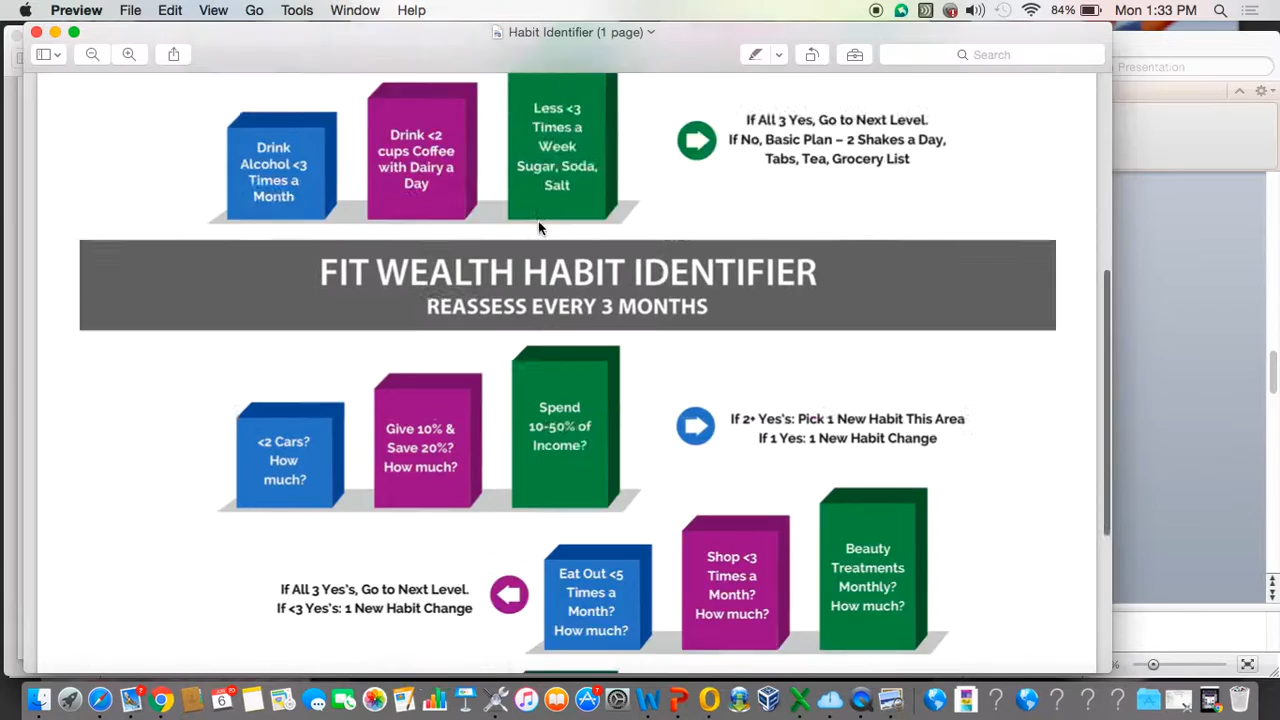 Preview File Edit View Go Tools Window Help
84% Mon 1:33 PM
Habit Identifier (1 page)
Search
Presentation
Drink
Alcohol <3
Times a
Month
Drink <2
cups Coffee
with Dairy a
Day
Less <3
Times a
Week
Sugar, Soda,
Salt
If All 3 Yes, Go to Next Level.
If No, Basic Plan – 2 Shakes a Day,
Tabs, Tea, Grocery List
FIT WEALTH HABIT IDENTIFIER
REASSESS EVERY 3 MONTHS
<2 Cars?
How
much?
Give 10% &
Save 20%?
How much?
Spend
10-50% of
Income?
If 2+ Yes's: Pick 1 New Habit This Area
If 1 Yes: 1 New Habit Change
If All 3 Yes's, Go to Next Level.
If <3 Yes's: 1 New Habit Change
Eat Out <5
Times a
Month?
How much?
Shop <3
Times a
Month?
How much?
Beauty
Treatments
Monthly?
How much?
%